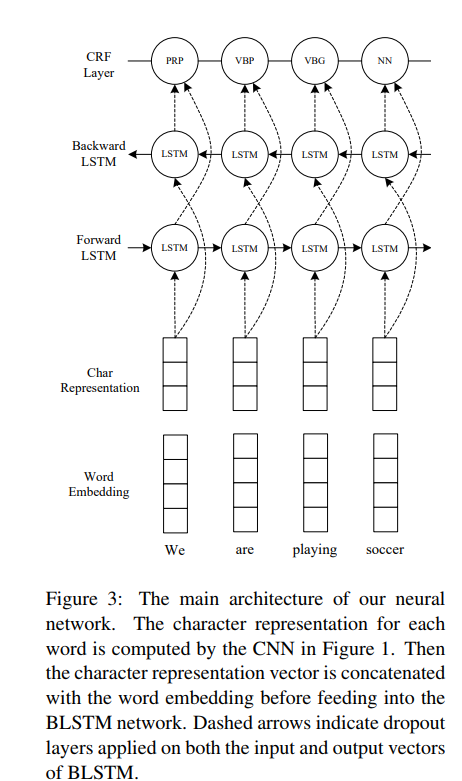 CRF
Layer
PRP VBP VBG NN
Backward
LSTM
LSTM LSTM LSTM LSTM
Forward
LSTM
LSTM LSTM LSTM LSTM
Char
Representation
Word
Embedding
We are playing soccer
Figure 3: The main architecture of our neural
network. The character representation for each
word is computed by the CNN in Figure 1. Then
the character representation vector is concatenated
with the word embedding before feeding into the
BLSTM network. Dashed arrows indicate dropout
layers applied on both the input and output vectors
of BLSTM.